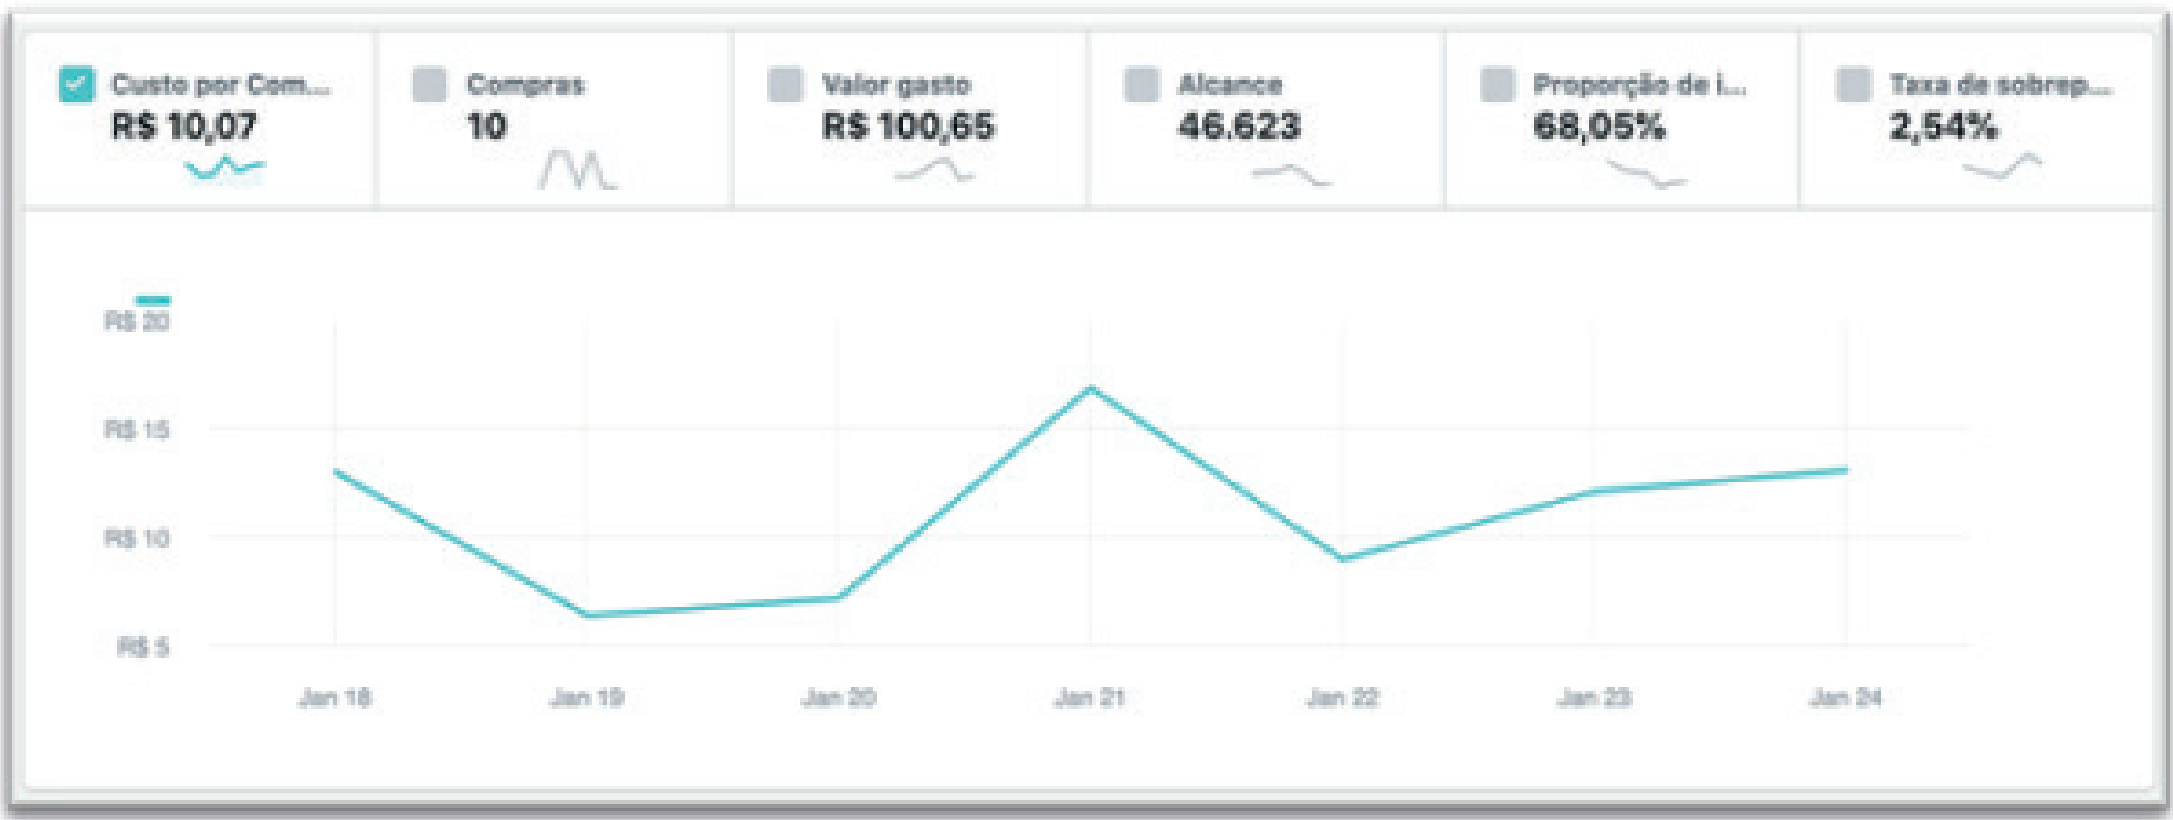 Custo por Com...
R$ 10,07
Compras
10
Valor gasto
R$ 100,65
Alcance
46.623
Proporção de i...
68,05%
Taxa de sobrep...
2,54%
R$ 20
R$ 15
R$ 10
R$ 5
Jan 18
Jan 19
Jan 20
Jan 21
Jan 22
Jan 23
Jan 24